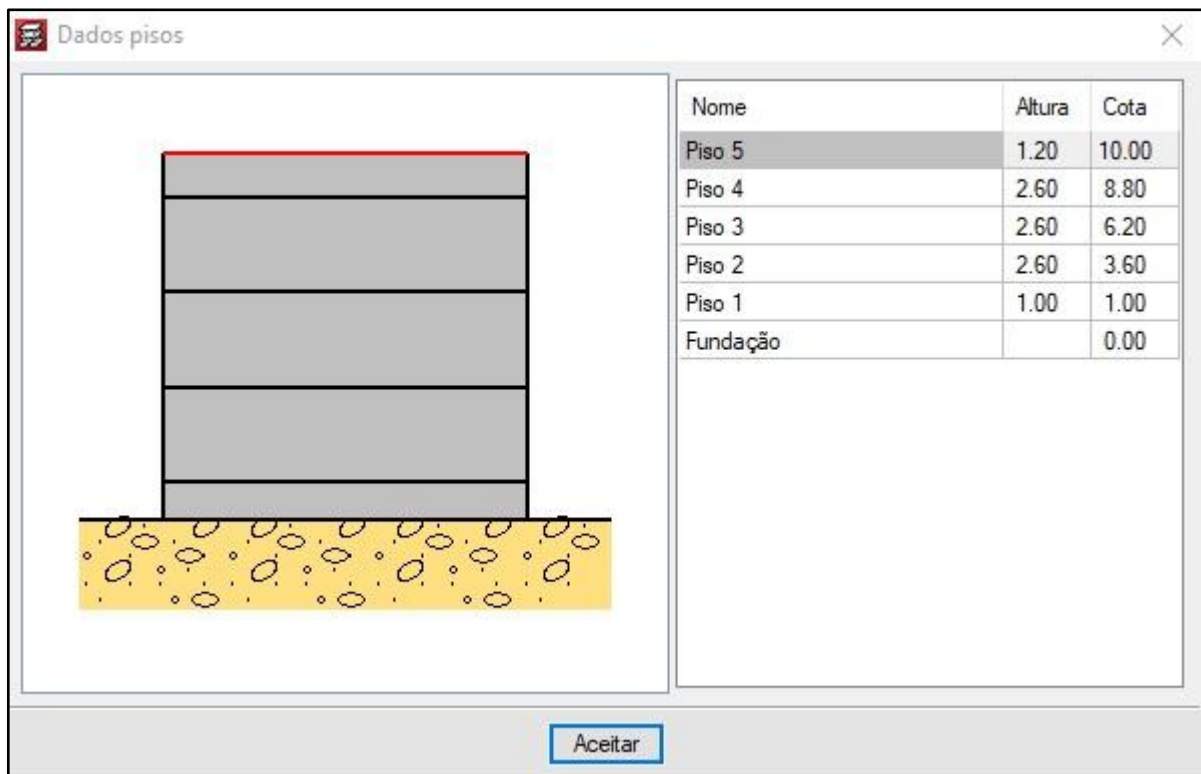 Dados pisos
Nome Altura Cota
Piso 5 1.20 10.00
Piso 4 2.60 8.80
Piso 3 2.60 6.20
Piso 2 2.60 3.60
Piso 1 1.00 1.00
Fundação 0.00
Aceitar